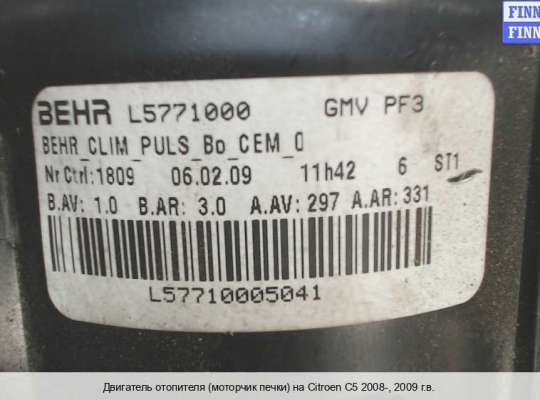 FINN
FINN
BEHR L5771000 GMV PF3
BEHR_CLIM_PULS_Bo_CEM_0
Nr Ctrl:1809 06.02.09 11h42 6 ST1
B.AV: 1.0 B.AR: 3.0 A.AV: 297 A.AR: 331
L57710005041
Двигатель отопителя (моторчик печки) на Citroen C5 2008-, 2009 г.в.